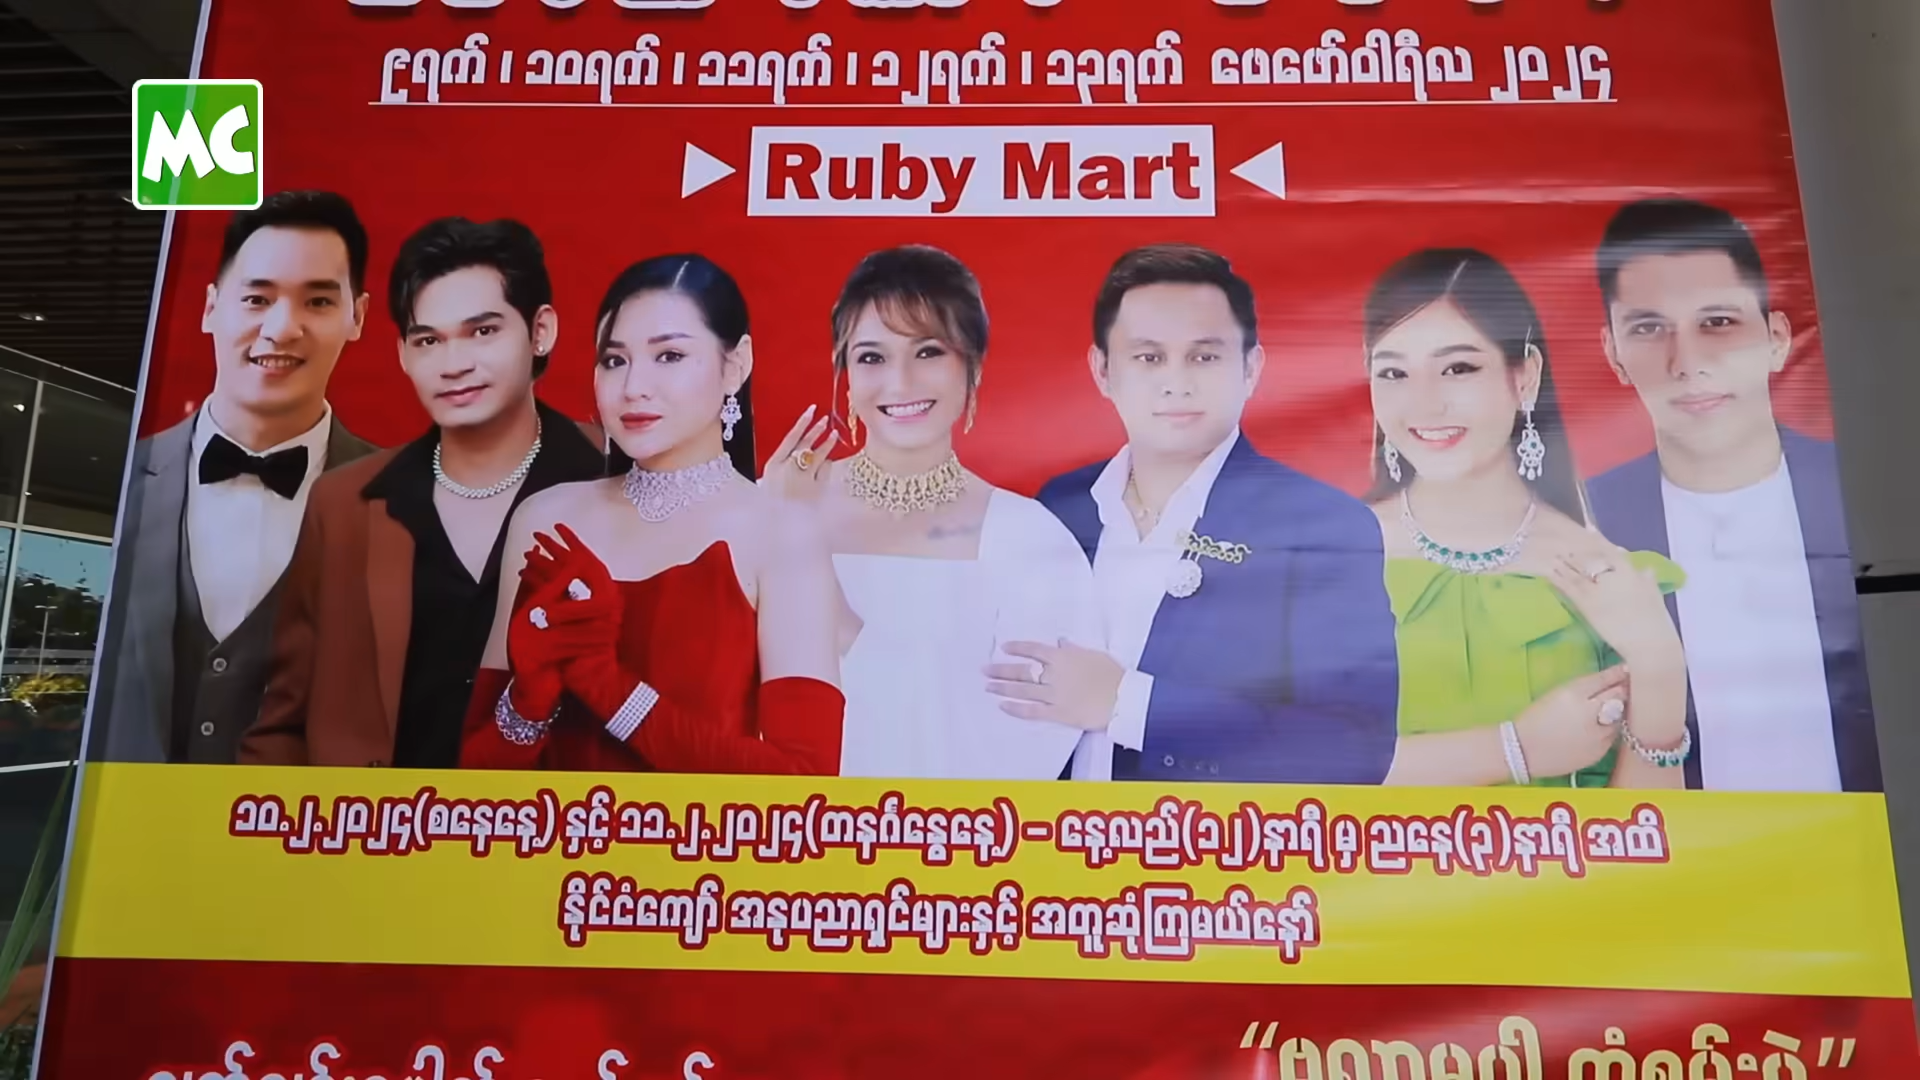 ၉ရက် ၊ ၁၀ရက် ၊ ၁၁ရက် ၊ ၁၂ရက် ၊ ၁၃ရက် ဖေဖော်ဝါရီလ ၂၀၂၄
MC
Ruby Mart
၁၀.၂.၂၀၂၄(စနေနေ့) နှင့် ၁၁.၂.၂၀၂၄(တနင်္ဂနွေနေ့) – နေ့လည်(၁၂)နာရီ မှ ညနေ(၃)နာရီ အထိ
နိုင်ငံကျော် အနုပညာရှင်များနှင့် အတူဆုံကြမယ်နော်